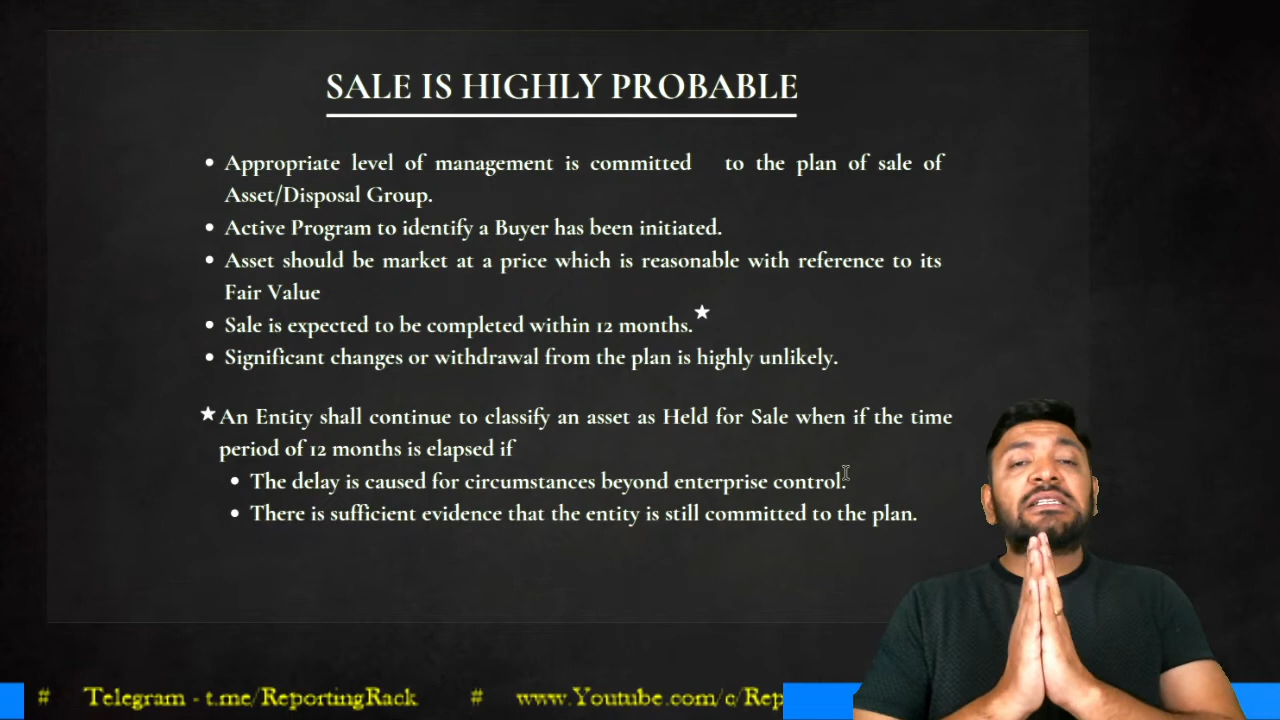 SALE IS HIGHLY PROBABLE
• Appropriate level of management is committed to the plan of sale of
Asset/Disposal Group.
• Active Program to identify a Buyer has been initiated.
• Asset should be market at a price which is reasonable with reference to its
Fair Value
• Sale is expected to be completed within 12 months.★
• Significant changes or withdrawal from the plan is highly unlikely.
★ An Entity shall continue to classify an asset as Held for Sale when if the time
period of 12 months is elapsed if
• The delay is caused for circumstances beyond enterprise control.
• There is sufficient evidence that the entity is still committed to the plan.
# Telegram - t.me/ReportingRack # www.Youtube.com/c/Rep